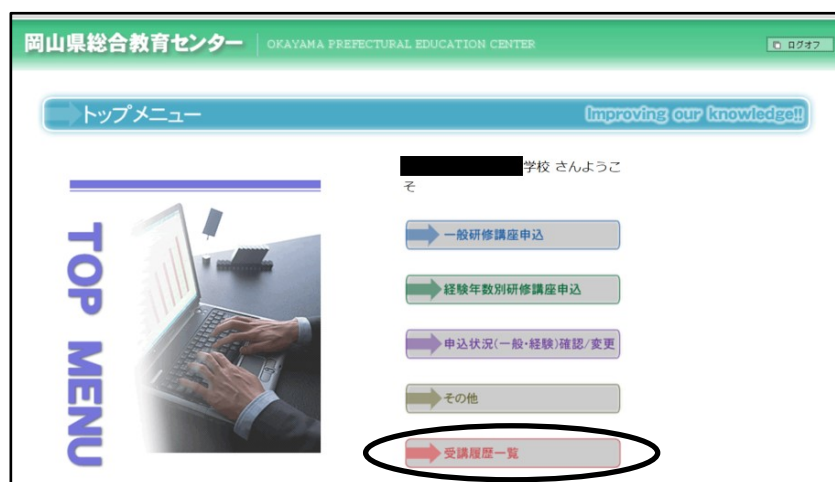 岡山県総合教育センター OKAYAMA PREFECTURAL EDUCATION CENTER
ログオフ
トップメニュー
Improving our knowledge!!
学校 さんようこ
そ
TOP MENU
一般研修講座申込
経験年数別研修講座申込
申込状況(一般・経験)確認/変更
その他
受講履歴一覧